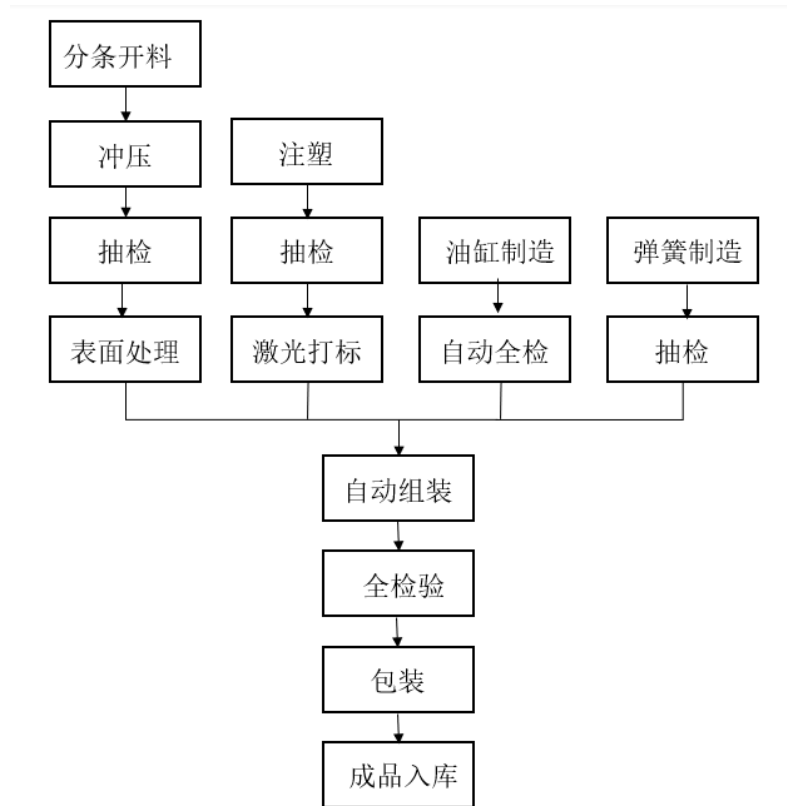 分条开料
冲压
注塑
抽检
抽检
油缸制造
弹簧制造
表面处理
激光打标
自动全检
抽检
自动组装
全检验
包装
成品入库